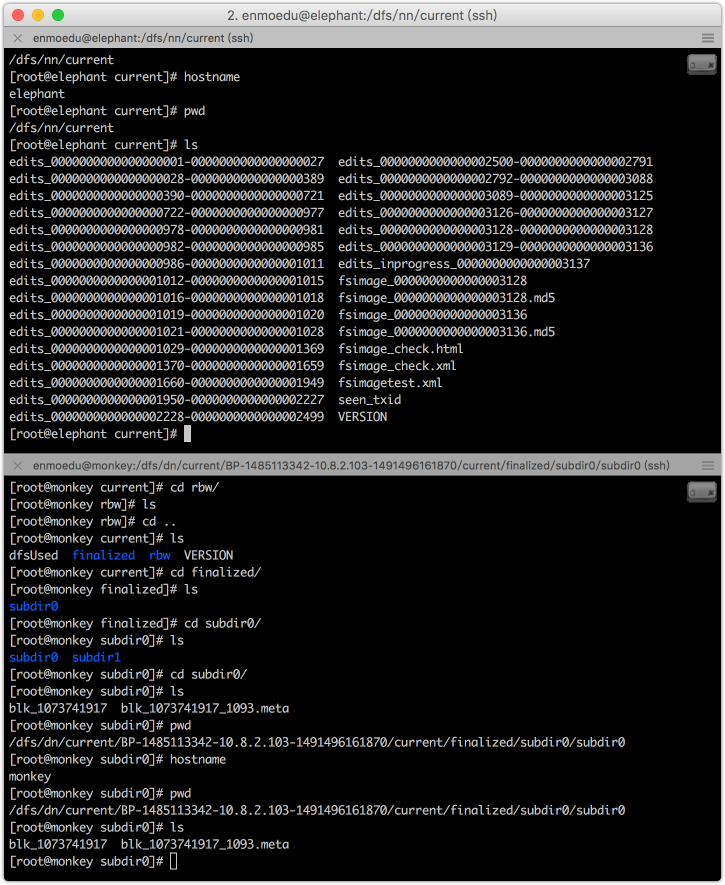 2. enmoedu@elephant:/dfs/nn/current (ssh)
enmoedu@elephant:/dfs/nn/current (ssh)
/dfs/nn/current
[root@elephant current]# hostname
elephant
[root@elephant current]# pwd
/dfs/nn/current
[root@elephant current]# ls
edits_0000000000000000001-0000000000000000027  edits_0000000000000002500-0000000000000002791
edits_0000000000000000028-0000000000000000389  edits_0000000000000002792-0000000000000003088
edits_0000000000000000390-0000000000000000721  edits_0000000000000003089-0000000000000003125
edits_0000000000000000722-0000000000000000977  edits_0000000000000003126-0000000000000003127
edits_0000000000000000978-0000000000000000981  edits_0000000000000003128-0000000000000003128
edits_0000000000000000982-0000000000000000985  edits_0000000000000003129-0000000000000003136
edits_0000000000000000986-0000000000000001011  edits_inprogress_0000000000000003137
edits_0000000000000001012-0000000000000001015  fsimage_0000000000000003128
edits_0000000000000001016-0000000000000001018  fsimage_0000000000000003128.md5
edits_0000000000000001019-0000000000000001020  fsimage_0000000000000003136
edits_0000000000000001021-0000000000000001028  fsimage_0000000000000003136.md5
edits_0000000000000001029-0000000000000001369  fsimage_check.html
edits_0000000000000001370-0000000000000001659  fsimage_check.xml
edits_0000000000000001660-0000000000000001949  fsimagetest.xml
edits_0000000000000001950-0000000000000002227  seen_txid
edits_0000000000000002228-0000000000000002499  VERSION
[root@elephant current]#
enmoedu@monkey:/dfs/dn/current/BP-1485113342-10.8.2.103-1491496161870/current/finalized/subdir0/subdir0 (ssh)
[root@monkey current]# cd rbw/
[root@monkey rbw]# ls
[root@monkey rbw]# cd ..
[root@monkey current]# ls
dfsUsed  finalized  rbw  VERSION
[root@monkey current]# cd finalized/
[root@monkey finalized]# ls
subdir0
[root@monkey finalized]# cd subdir0/
[root@monkey subdir0]# ls
subdir0  subdir1
[root@monkey subdir0]# cd subdir0/
[root@monkey subdir0]# ls
blk_1073741917  blk_1073741917_1093.meta
[root@monkey subdir0]# pwd
/dfs/dn/current/BP-1485113342-10.8.2.103-1491496161870/current/finalized/subdir0/subdir0
[root@monkey subdir0]# hostname
monkey
[root@monkey subdir0]# pwd
/dfs/dn/current/BP-1485113342-10.8.2.103-1491496161870/current/finalized/subdir0/subdir0
[root@monkey subdir0]# ls
blk_1073741917  blk_1073741917_1093.meta
[root@monkey subdir0]#